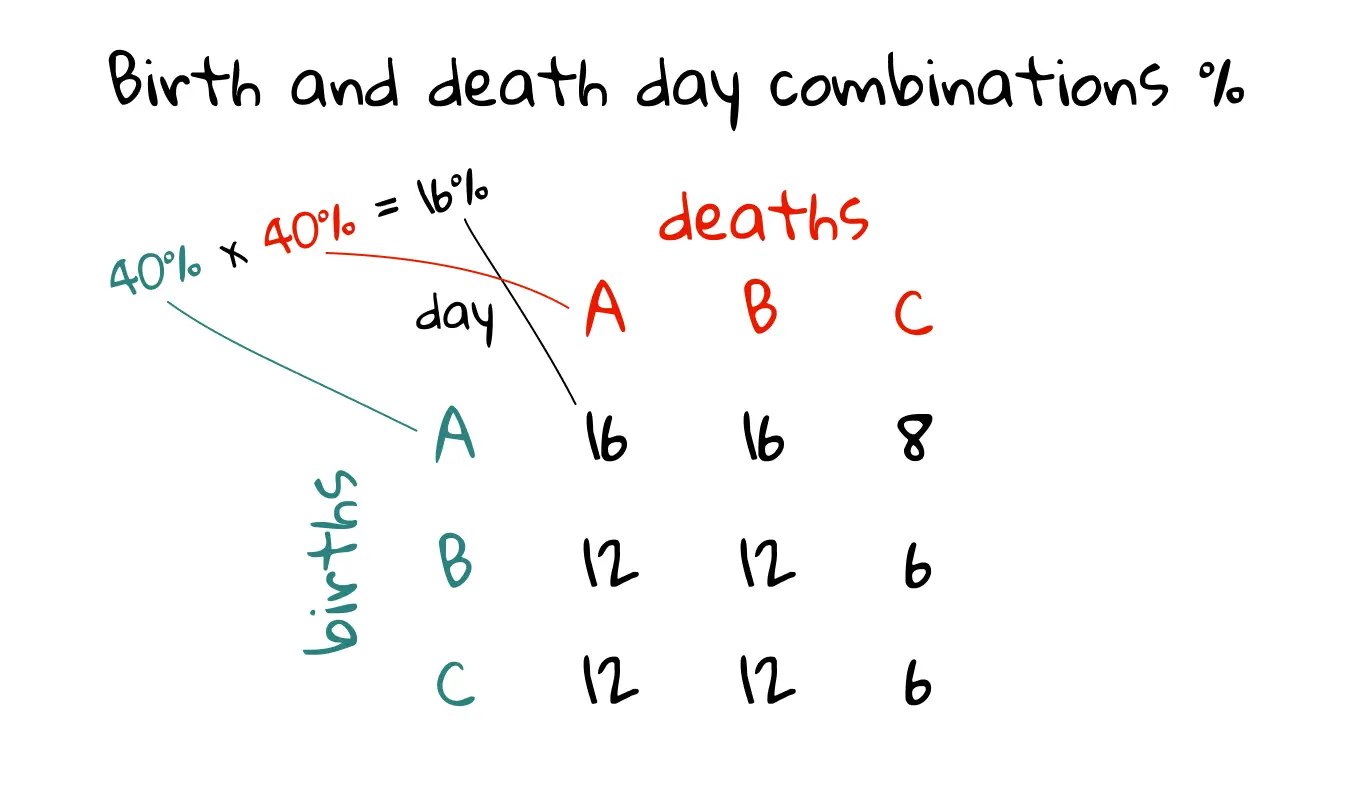 Birth and death day combinations %
40% x 40% = 16%
deaths
day A B C
A 16 16 8
births
B 12 12 6
C 12 12 6